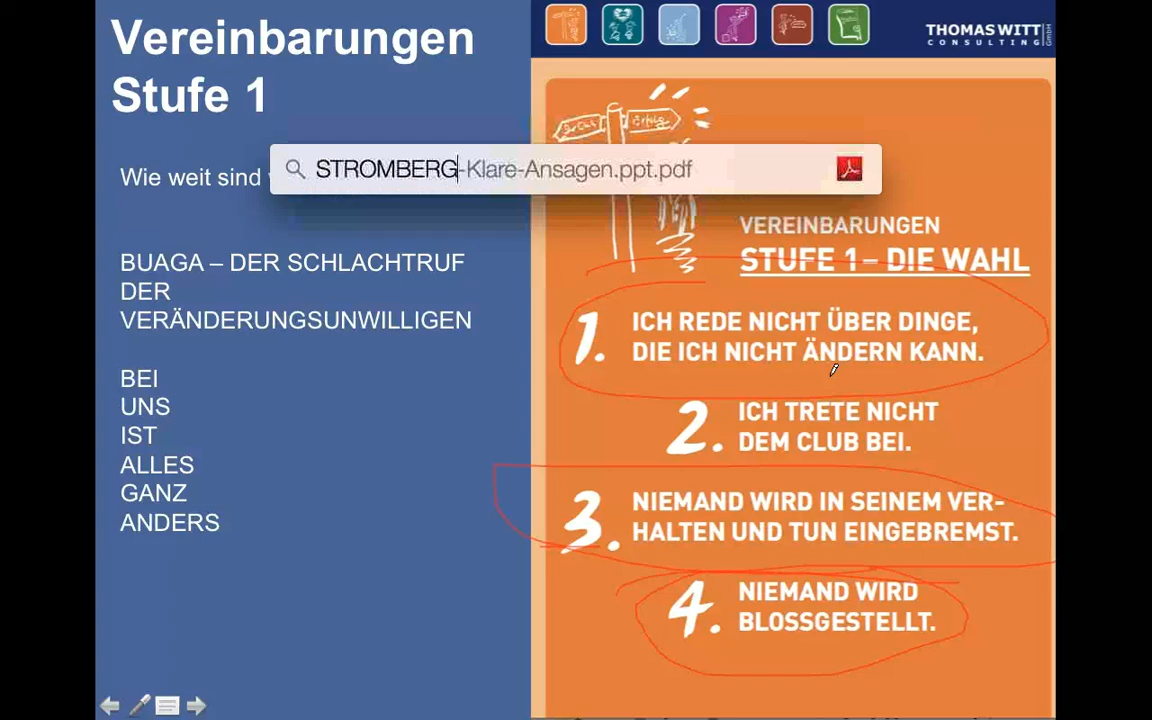 Vereinbarungen
Stufe 1
Wie weit sind
BUAGA – DER SCHLACHTRUF
DER
VERÄNDERUNGSUNWILLIGEN
BEI
UNS
IST
ALLES
GANZ
ANDERS
STROMBERG-Klare-Ansagen.ppt.pdf
THOMAS WITT
CONSULTING GmbH
Erfolg
VEREINBARUNGEN
STUFE 1 – DIE WAHL
1. ICH REDE NICHT ÜBER DINGE,
DIE ICH NICHT ÄNDERN KANN.
2. ICH TRETE NICHT
DEM CLUB BEI.
3. NIEMAND WIRD IN SEINEM VER-
HALTEN UND TUN EINGEBREMST.
4. NIEMAND WIRD
BLOSSGESTELLT.